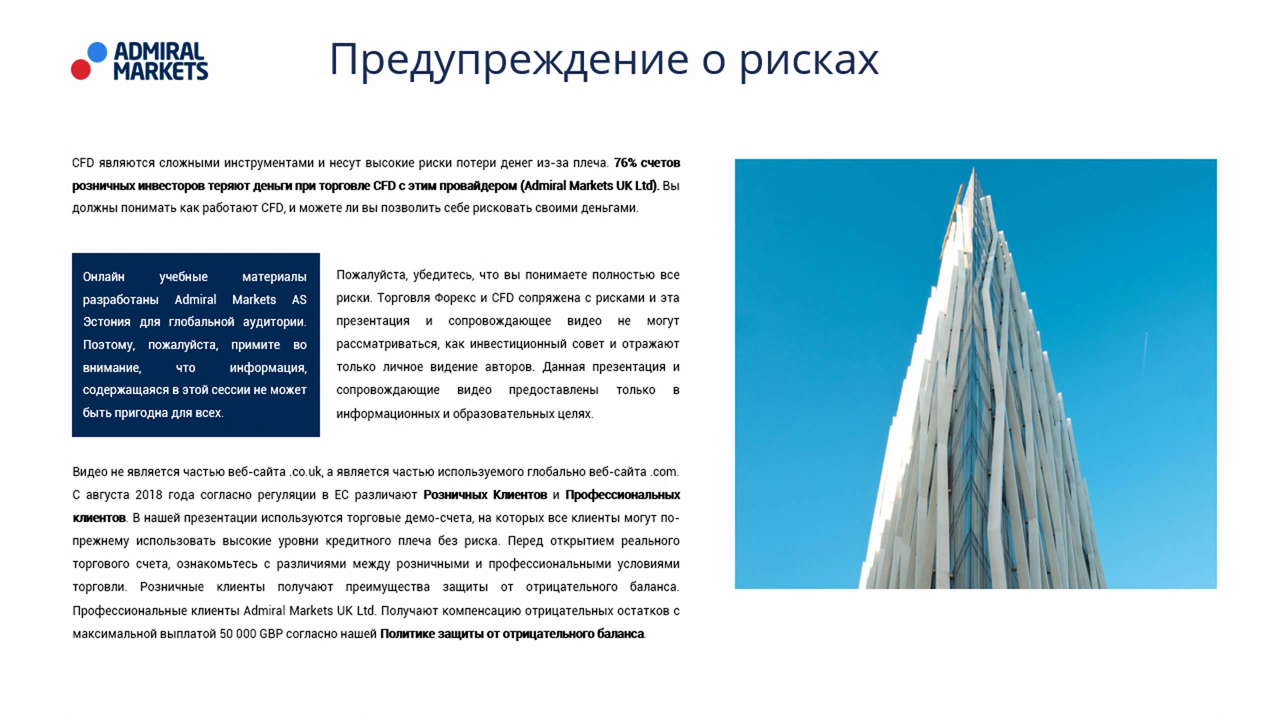 ADMIRAL
MARKETS
Предупреждение о рисках
CFD являются сложными инструментами и несут высокие риски потери денег из-за плеча. 76% счетов
розничных инвесторов теряют деньги при торговле CFD с этим провайдером (Admiral Markets UK Ltd). Вы
должны понимать как работают CFD, и можете ли вы позволить себе рисковать своими деньгами.
Онлайн учебные материалы
разработаны Admiral Markets AS
Эстония для глобальной аудитории.
Поэтому, пожалуйста, примите во
внимание, что информация,
содержащаяся в этой сессии не может
быть пригодна для всех.
Пожалуйста, убедитесь, что вы понимаете полностью все
риски. Торговля Форекс и CFD сопряжена с рисками и эта
презентация и сопровождающее видео не могут
рассматриваться, как инвестиционный совет и отражают
только личное видение авторов. Данная презентация и
сопровождающие видео предоставлены только в
информационных и образовательных целях.
Видео не является частью веб-сайта .co.uk, а является частью используемого глобально веб-сайта .com.
С августа 2018 года согласно регуляции в ЕС различают Розничных Клиентов и Профессиональных
клиентов. В нашей презентации используются торговые демо-счета, на которых все клиенты могут по-
прежнему использовать высокие уровни кредитного плеча без риска. Перед открытием реального
торгового счета, ознакомьтесь с различиями между розничными и профессиональными условиями
торговли. Розничные клиенты получают преимущества защиты от отрицательного баланса.
Профессиональные клиенты Admiral Markets UK Ltd. Получают компенсацию отрицательных остатков с
максимальной выплатой 50 000 GBP согласно нашей Политике защиты от отрицательного баланса.